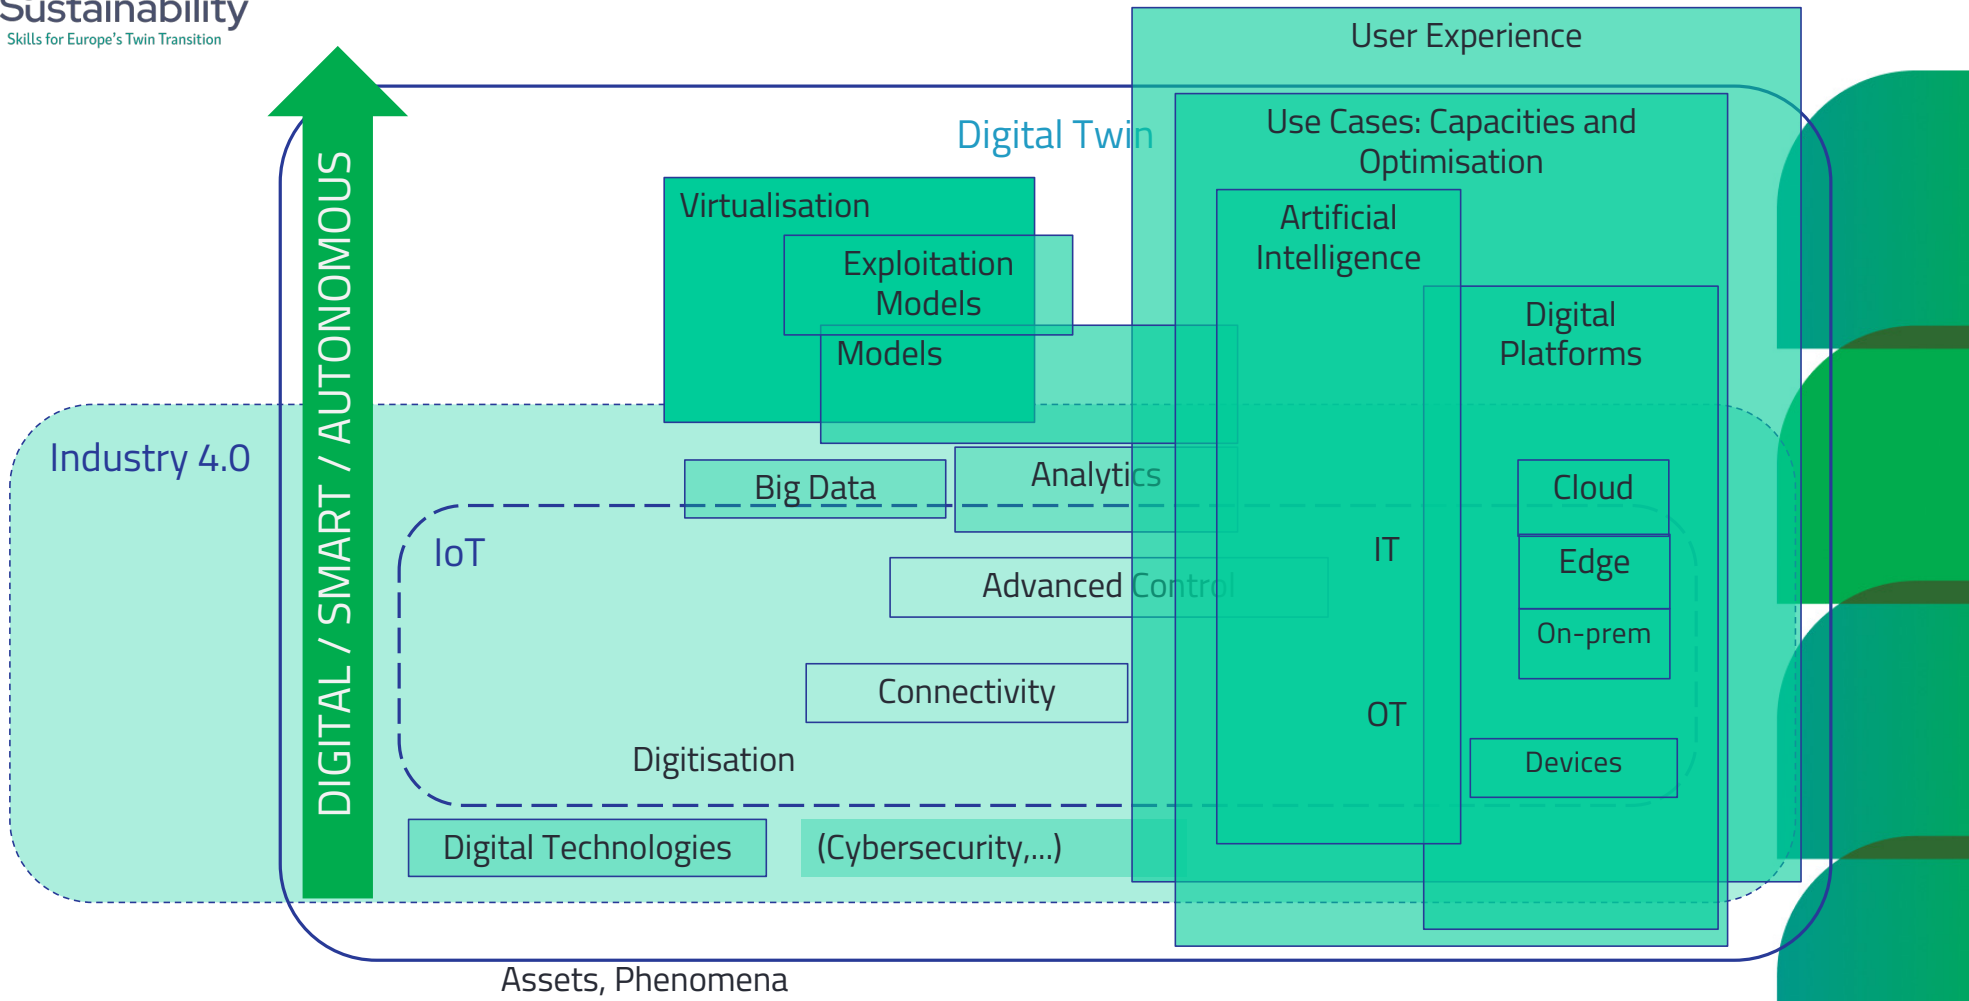 Sustainability
Skills for Europe's Twin Transition
User Experience
Use Cases: Capacities and
Optimisation
Digital Twin
Virtualisation
Artificial
Intelligence
Exploitation
Models
Digital
Platforms
Models
DIGITAL / SMART / AUTONOMOUS
Industry 4.0
Big Data
Analytics
Cloud
IoT
IT
Edge
Advanced Control
On-prem
Connectivity
OT
Digitisation
Devices
Digital Technologies
(Cybersecurity,...)
Assets, Phenomena